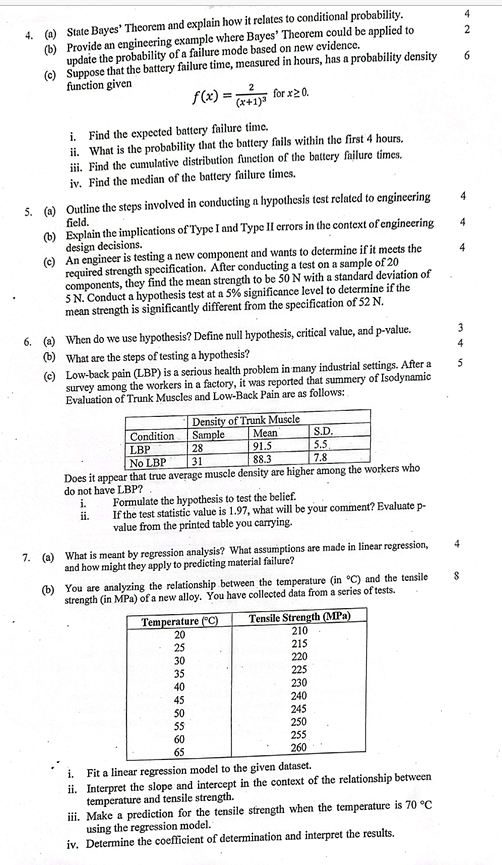 4. (a) State Bayes' Theorem and explain how it relates to conditional probability. 4
(b) Provide an engineering example where Bayes' Theorem could be applied to 2
update the probability of a failure mode based on new evidence.
(c) Suppose that the battery failure time, measured in hours, has a probability density 6
function given
f(x) = 2/(x+1)³ for x ≥ 0.
i. Find the expected battery failure time.
ii. What is the probability that the battery fails within the first 4 hours.
iii. Find the cumulative distribution function of the battery failure times.
iv. Find the median of the battery failure times.
5. (a) Outline the steps involved in conducting a hypothesis test related to engineering 4
field.
(b) Explain the implications of Type I and Type II errors in the context of engineering 4
design decisions.
(c) An engineer is testing a new component and wants to determine if it meets the 4
required strength specification. After conducting a test on a sample of 20
components, they find the mean strength to be 50 N with a standard deviation of
5 N. Conduct a hypothesis test at a 5% significance level to determine if the
mean strength is significantly different from the specification of 52 N.
6. (a) When do we use hypothesis? Define null hypothesis, critical value, and p-value. 3
(b) What are the steps of testing a hypothesis? 4
(c) Low-back pain (LBP) is a serious health problem in many industrial settings. After a 5
survey among the workers in a factory, it was reported that summery of Isodynamic
Evaluation of Trunk Muscles and Low-Back Pain are as follows:
Density of Trunk Muscle
Condition Sample Mean S.D.
LBP 28 91.5 5.5
No LBP 31 88.3 7.8
Does it appear that true average muscle density are higher among the workers who
do not have LBP?
i. Formulate the hypothesis to test the belief.
ii. If the test statistic value is 1.97, what will be your comment? Evaluate p-
value from the printed table you carrying.
7. (a) What is meant by regression analysis? What assumptions are made in linear regression, 4
and how might they apply to predicting material failure?
(b) You are analyzing the relationship between the temperature (in °C) and the tensile 8
strength (in MPa) of a new alloy. You have collected data from a series of tests.
Temperature (°C) Tensile Strength (MPa)
20 210
25 215
30 220
35 225
40 230
45 240
50 245
55 250
60 255
65 260
i. Fit a linear regression model to the given dataset.
ii. Interpret the slope and intercept in the context of the relationship between
temperature and tensile strength.
iii. Make a prediction for the tensile strength when the temperature is 70 °C
using the regression model.
iv. Determine the coefficient of determination and interpret the results.